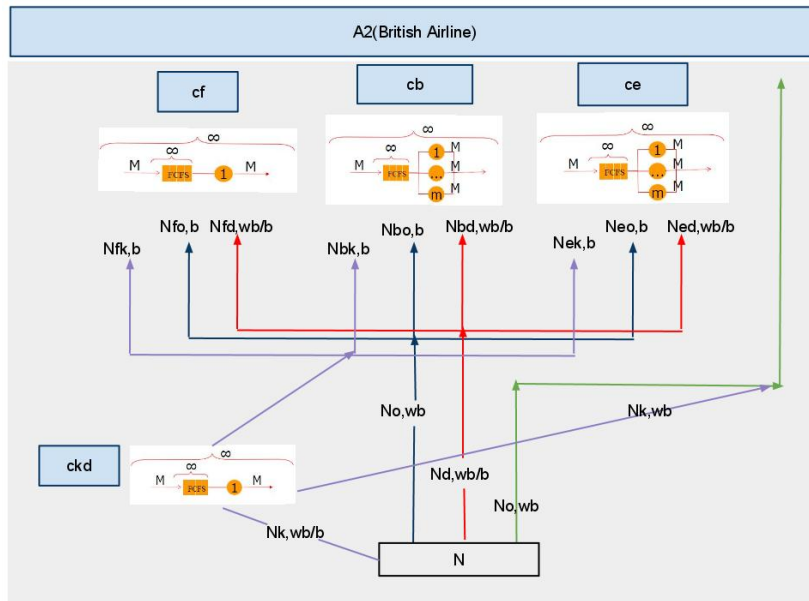 A2(British Airline)
cf
cb
ce
∞
∞
∞
∞
∞
∞
M
FCFS
1
M
M
FCFS
1
...
m
M
M
M
M
FCFS
1
...
m
M
M
M
Nfk,b
Nfo,b
Nfd,wb/b
Nbk,b
Nbo,b
Nbd,wb/b
Nek,b
Neo,b
Ned,wb/b
No,wb
Nk,wb
ckd
∞
∞
M
FCFS
1
M
Nd,wb/b
No,wb
Nk,wb/b
N